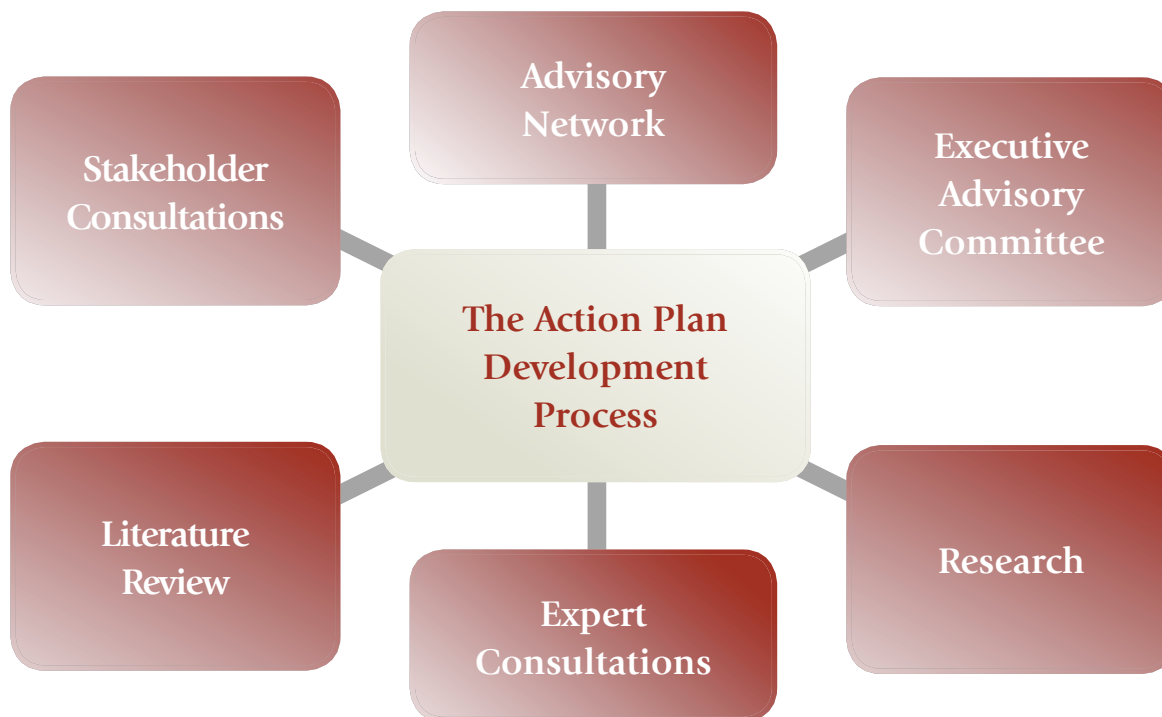 Advisory
Network
Stakeholder
Consultations
Executive
Advisory
Committee
The Action Plan
Development
Process
Literature
Review
Expert
Consultations
Research